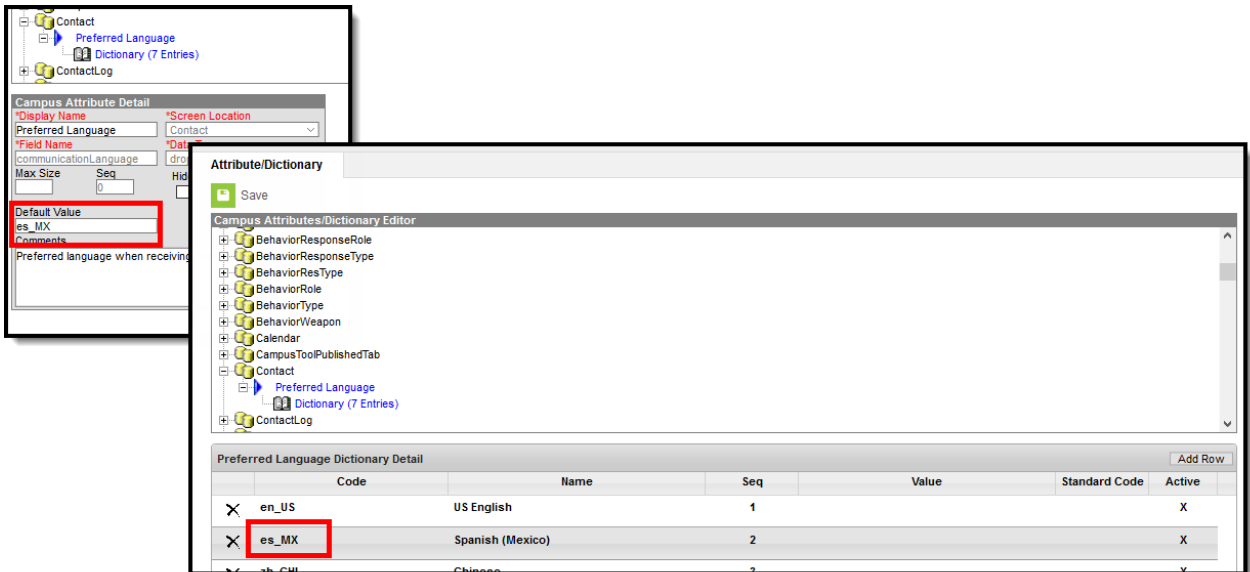 Contact
Preferred Language
Dictionary (7 Entries)
ContactLog
Campus Attribute Detail
*Display Name *Screen Location
Preferred Language Contact
*Field Name
communicationLanguage
Max Size Seq
0
Default Value
es_MX
Comments
Preferred language when receiving
Attribute/Dictionary
Save
Campus Attributes/Dictionary Editor
BehaviorResponseRole
BehaviorResponseType
BehaviorResType
BehaviorRole
BehaviorType
BehaviorWeapon
Calendar
CampusToolPublishedTab
Contact
Preferred Language
Dictionary (7 Entries)
ContactLog
Preferred Language Dictionary Detail Add Row
Code Name Seq Value Standard Code Active
en_US US English 1 X
es_MX Spanish (Mexico) 2 X